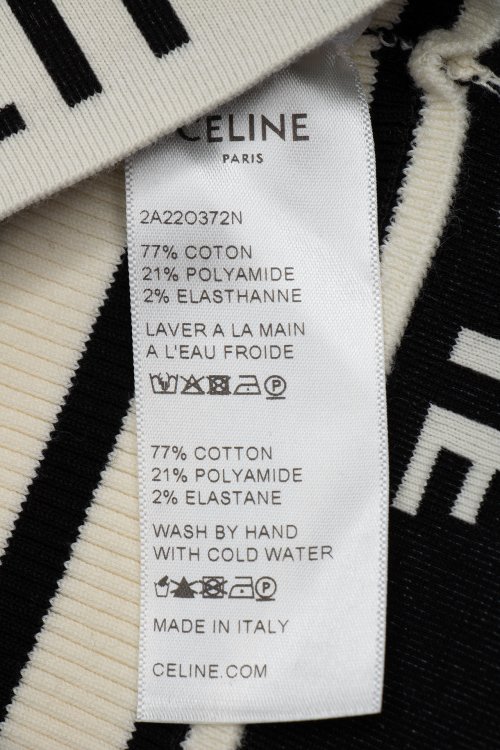 CELINE
PARIS
2A22O372N
77% COTON
21% POLYAMIDE
2% ELASTHANNE
LAVER A LA MAIN
A L'EAU FROIDE
P
77% COTTON
21% POLYAMIDE
2% ELASTANE
WASH BY HAND
WITH COLD WATER
P
MADE IN ITALY
CELINE.COM